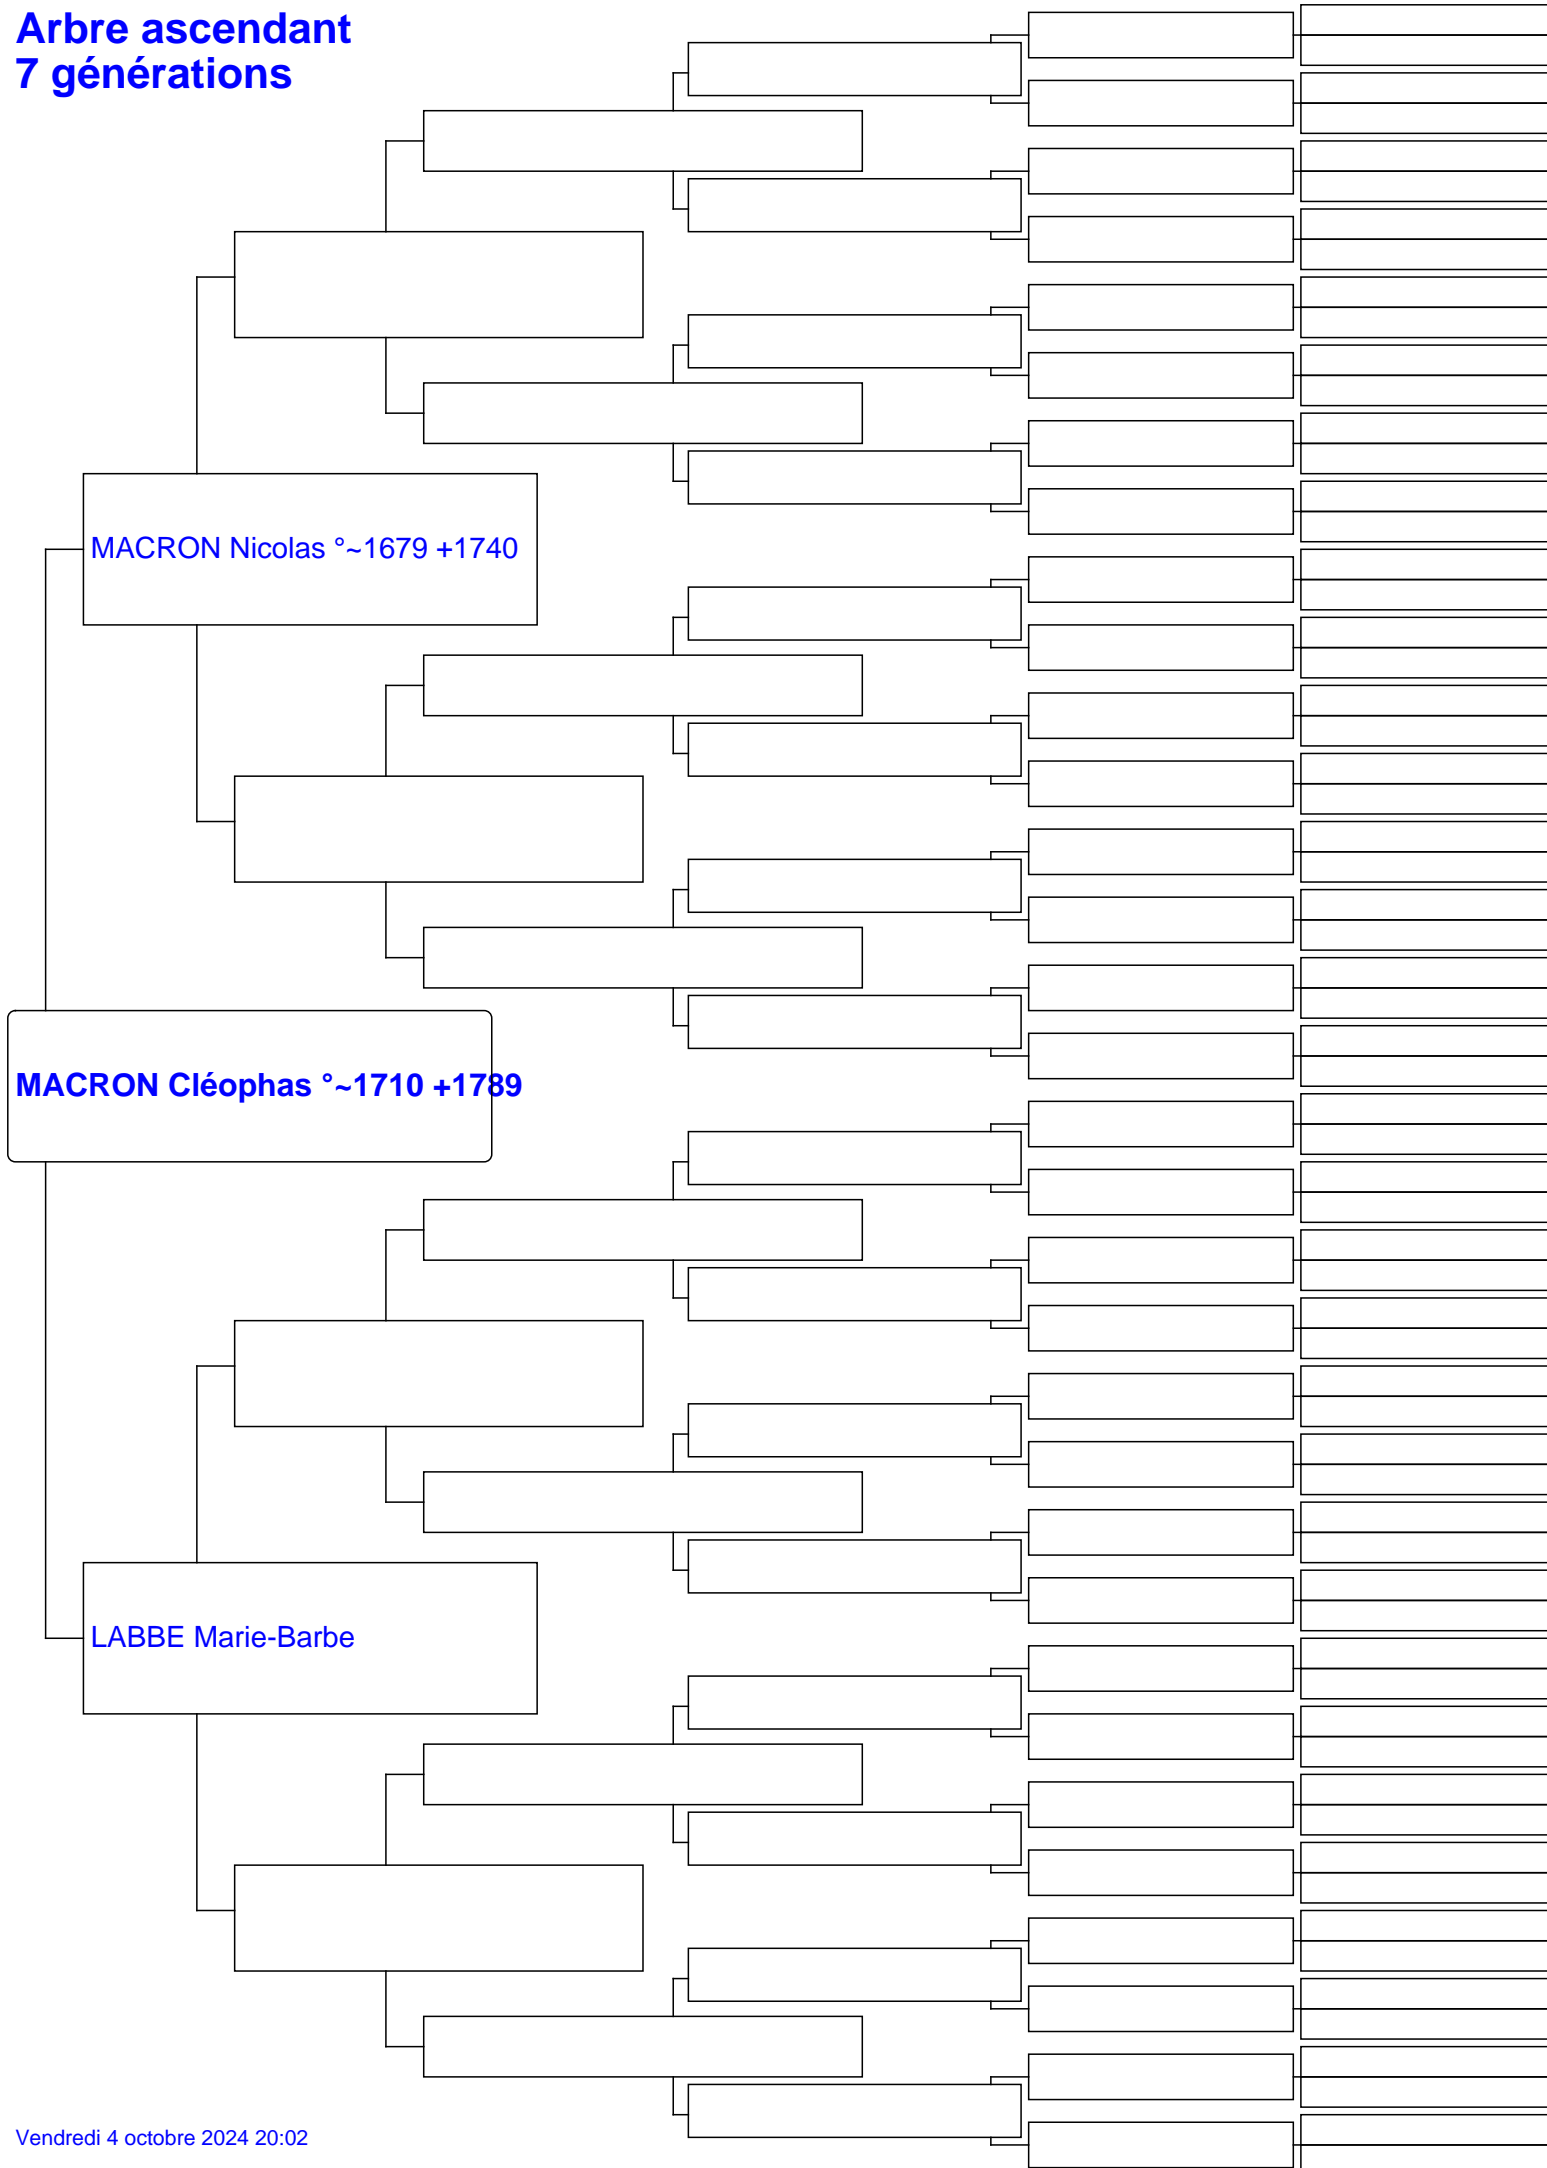 Arbre ascendant
7 générations
MACRON Nicolas °~1679 +1740
MACRON Cléophas °~1710 +1789
LABBE Marie-Barbe
Vendredi 4 octobre 2024 20:02